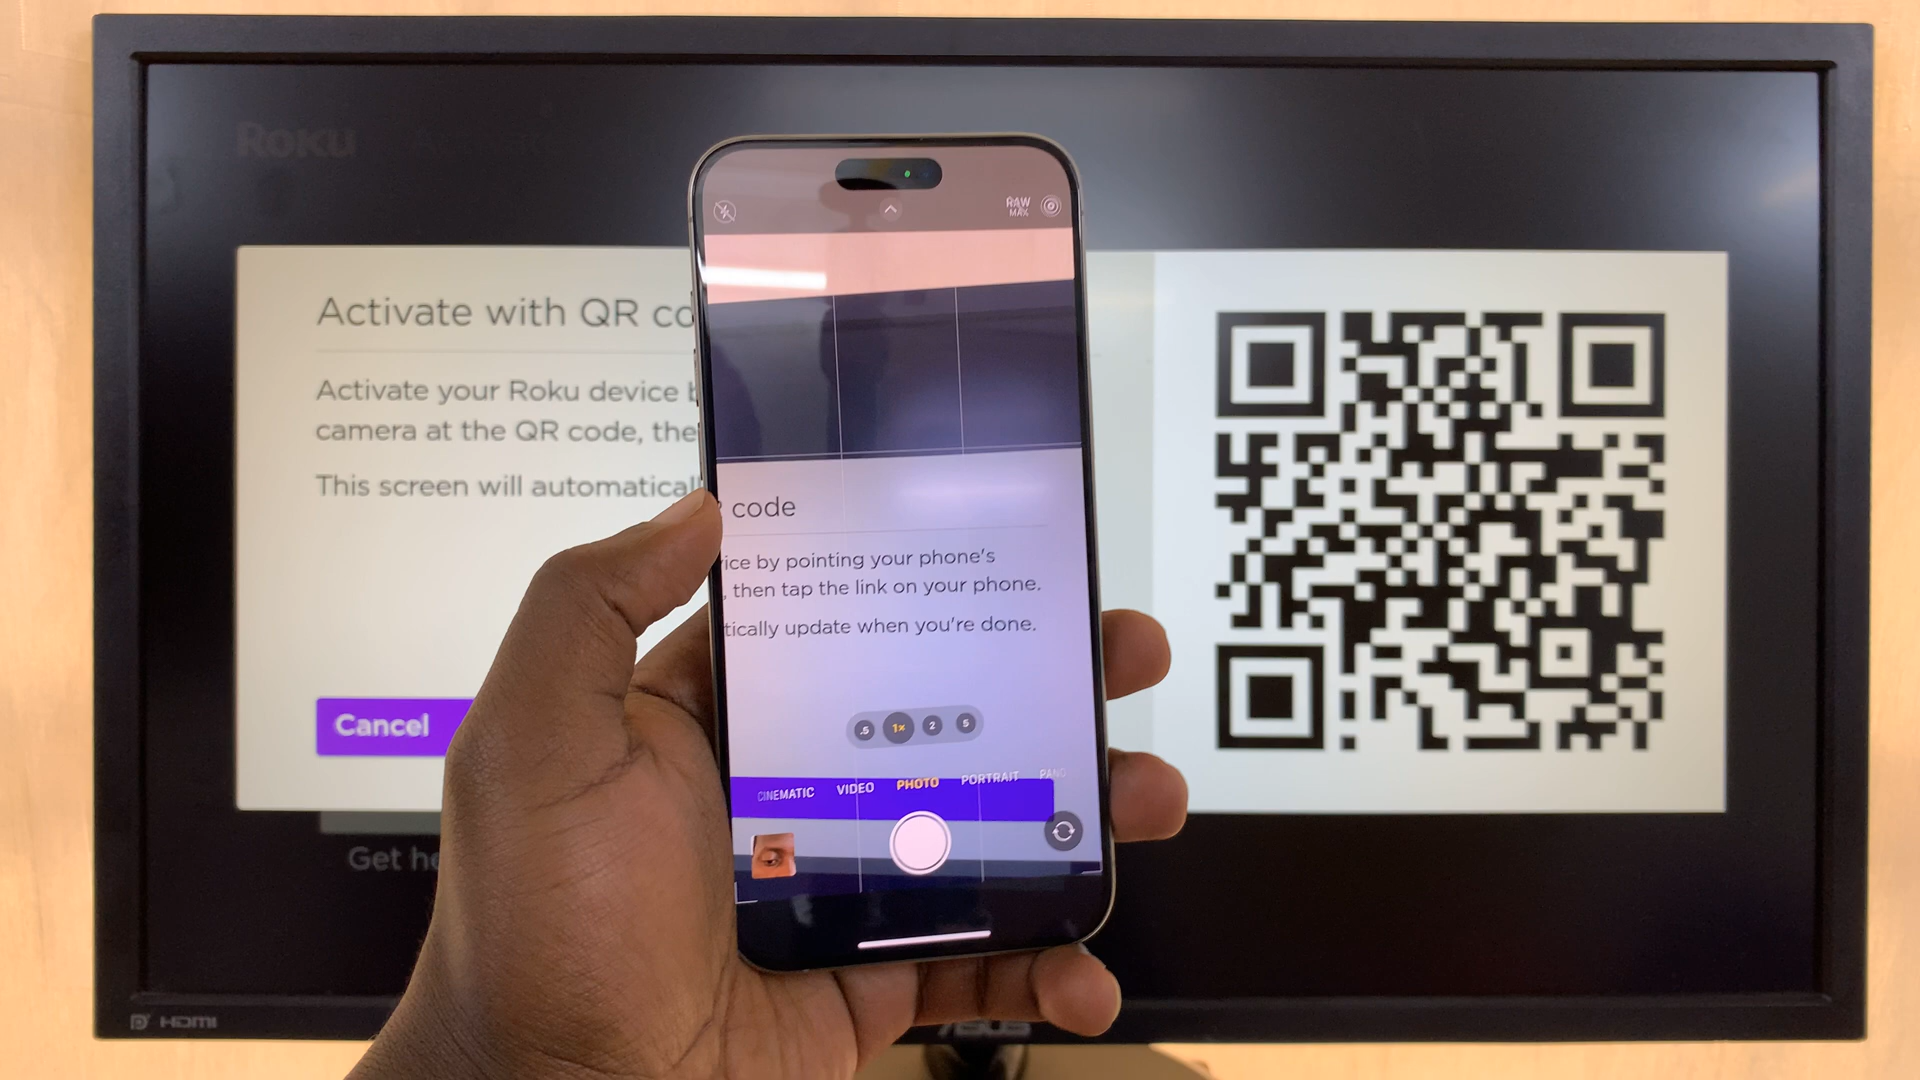 Roku
Activate with QR co
Activate your Roku device b
camera at the QR code, the
This screen will automaticall
Cancel
Get he
RAW
MAX
code
ice by pointing your phone's
, then tap the link on your phone.
tically update when you're done.
.5 1× 2 5
CINEMATIC VIDEO PHOTO PORTRAIT PANO
HDMI
ASUS